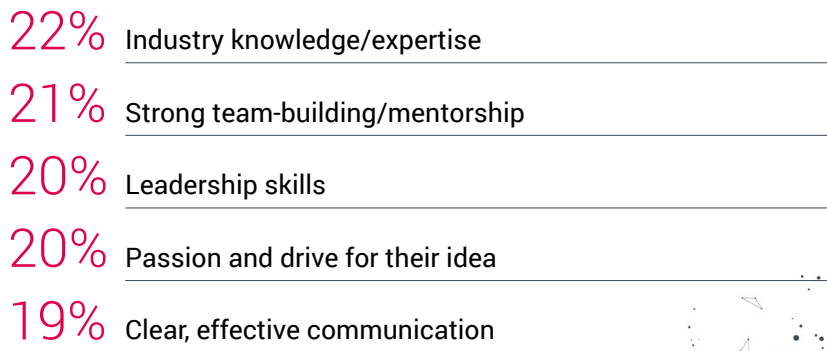 22% Industry knowledge/expertise
21% Strong team-building/mentorship
20% Leadership skills
20% Passion and drive for their idea
19% Clear, effective communication